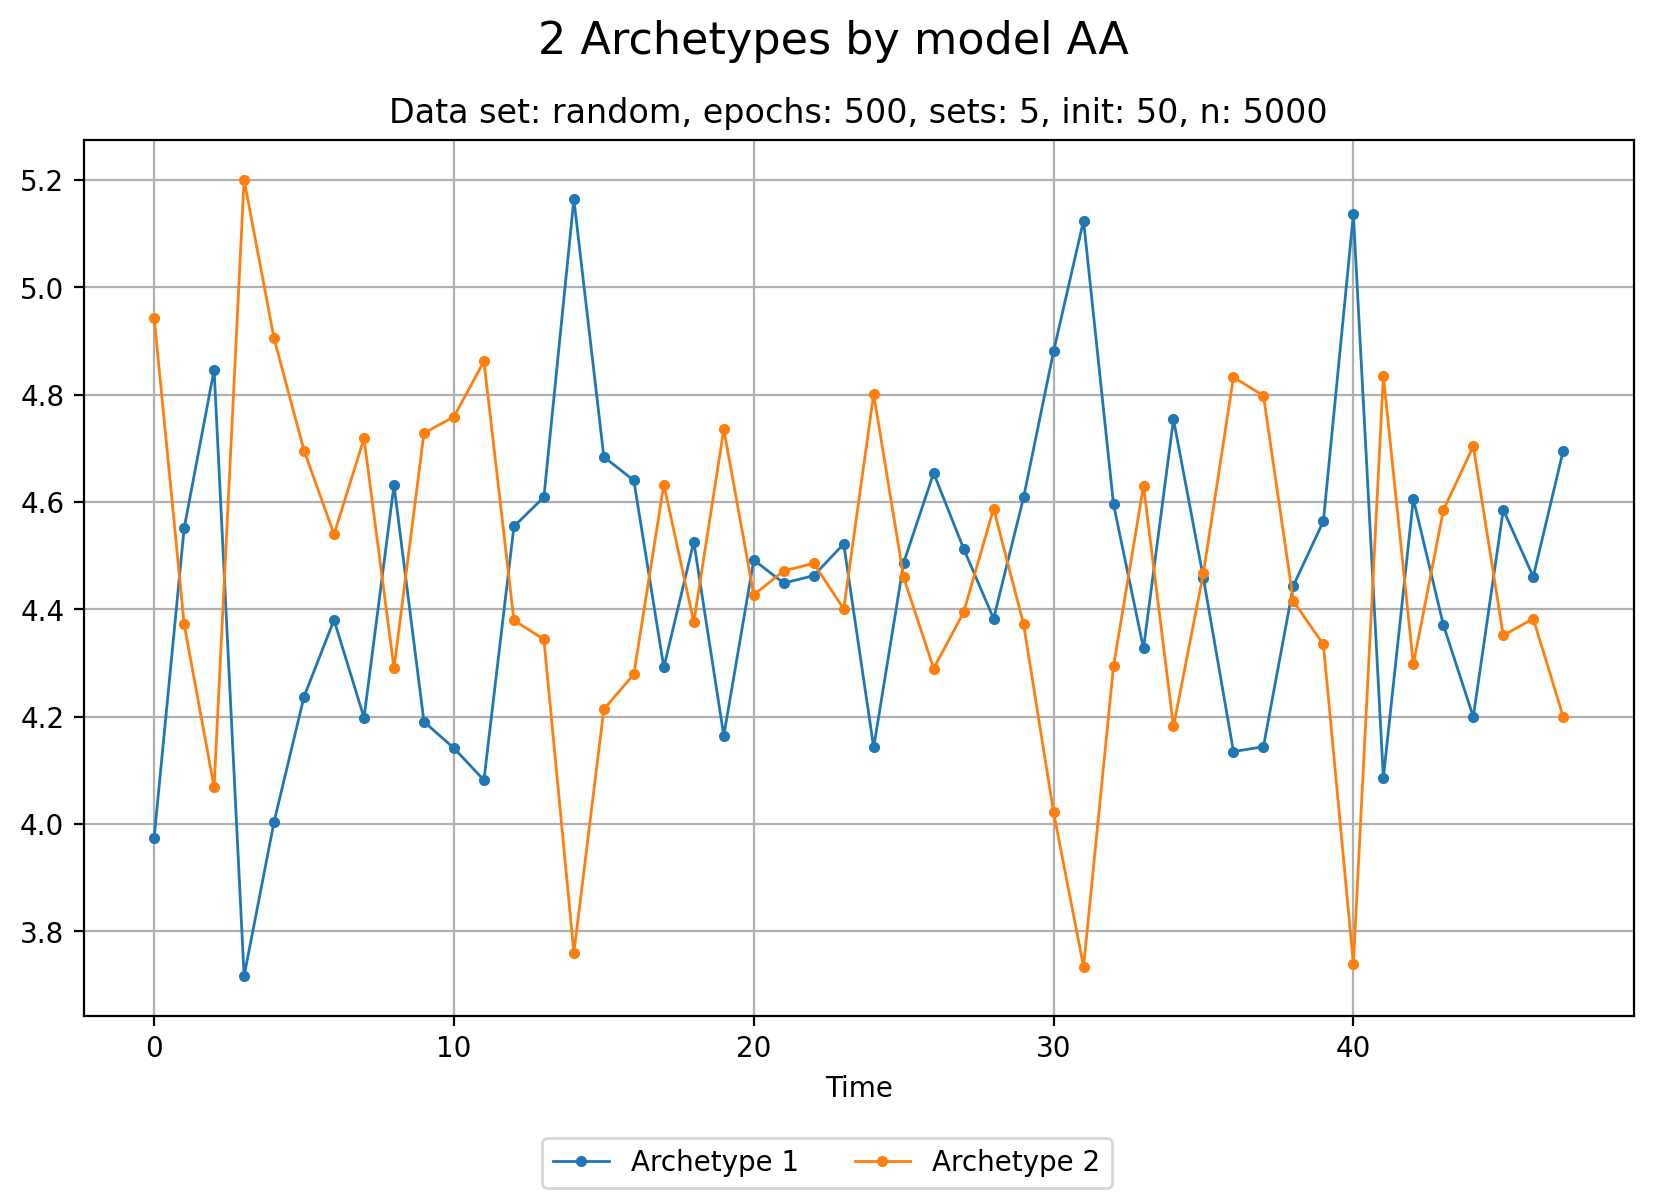 2 Archetypes by model AA
Data set: random, epochs: 500, sets: 5, init: 50, n: 5000
5.2
5.0
4.8
4.6
4.4
4.2
4.0
3.8
0 10 20 30 40
Time
Archetype 1 Archetype 2